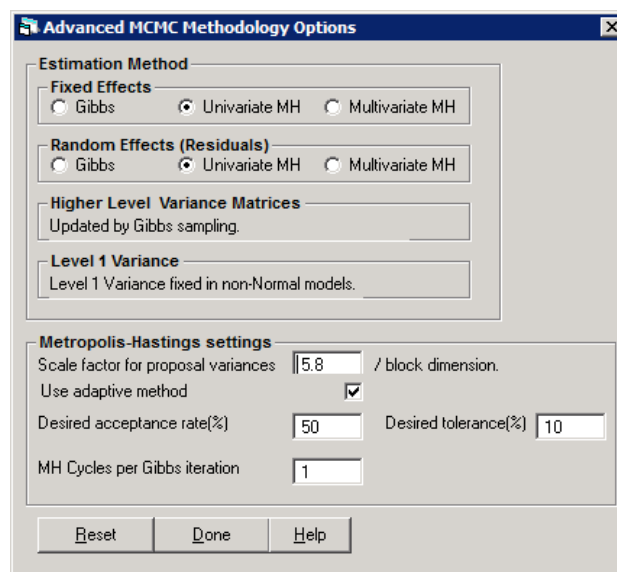 Advanced MCMC Methodology Options
Estimation Method
Fixed Effects
Gibbs Univariate MH Multivariate MH
Random Effects (Residuals)
Gibbs Univariate MH Multivariate MH
Higher Level Variance Matrices
Updated by Gibbs sampling.
Level 1 Variance
Level 1 Variance fixed in non-Normal models.
Metropolis-Hastings settings
Scale factor for proposal variances 5.8 / block dimension.
Use adaptive method
Desired acceptance rate(%) 50 Desired tolerance(%) 10
MH Cycles per Gibbs iteration 1
Reset Done Help